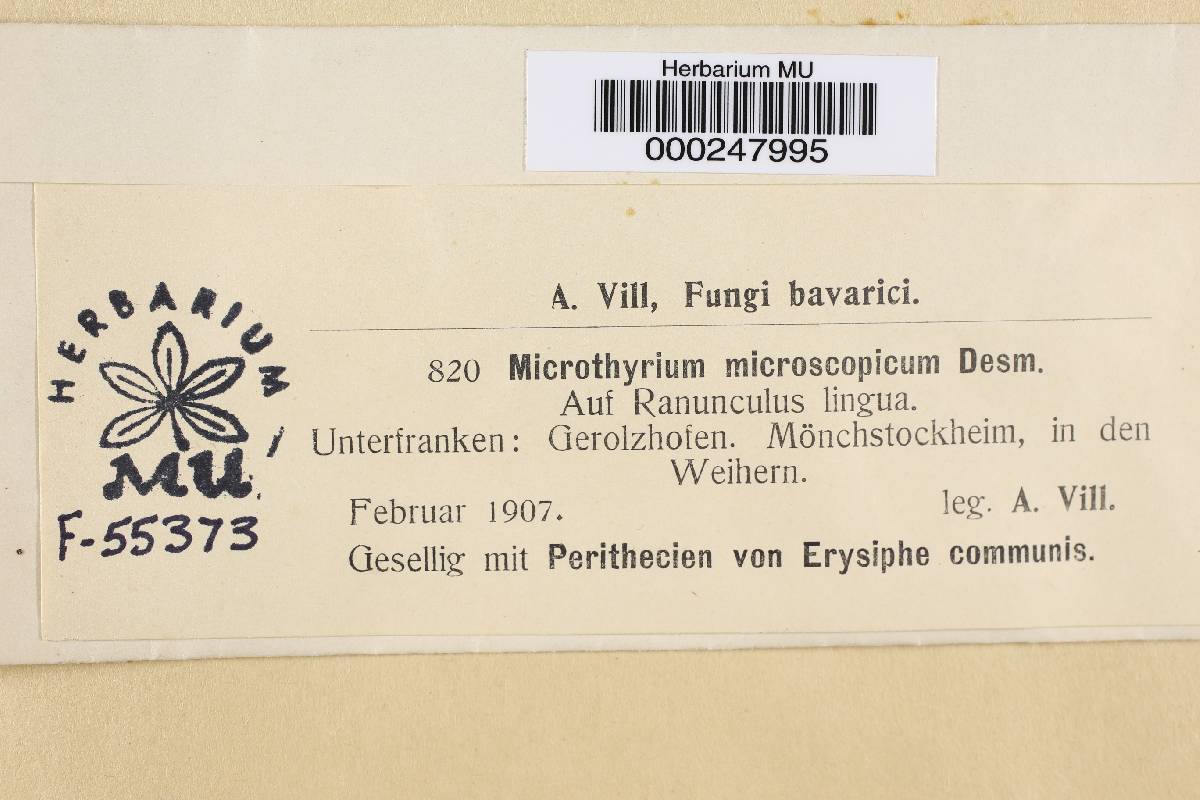 Herbarium MU
000247995
A. Vill, Fungi bavarici.
820 Microthyrium microscopicum Desm.
Auf Ranunculus lingua.
Unterfranken: Gerolzhofen. Mönchstockheim, in den
Weihern.
Februar 1907. leg. A. Vill.
Gesellig mit Perithecien von Erysiphe communis.
HERBARIUM
MU
F-55373